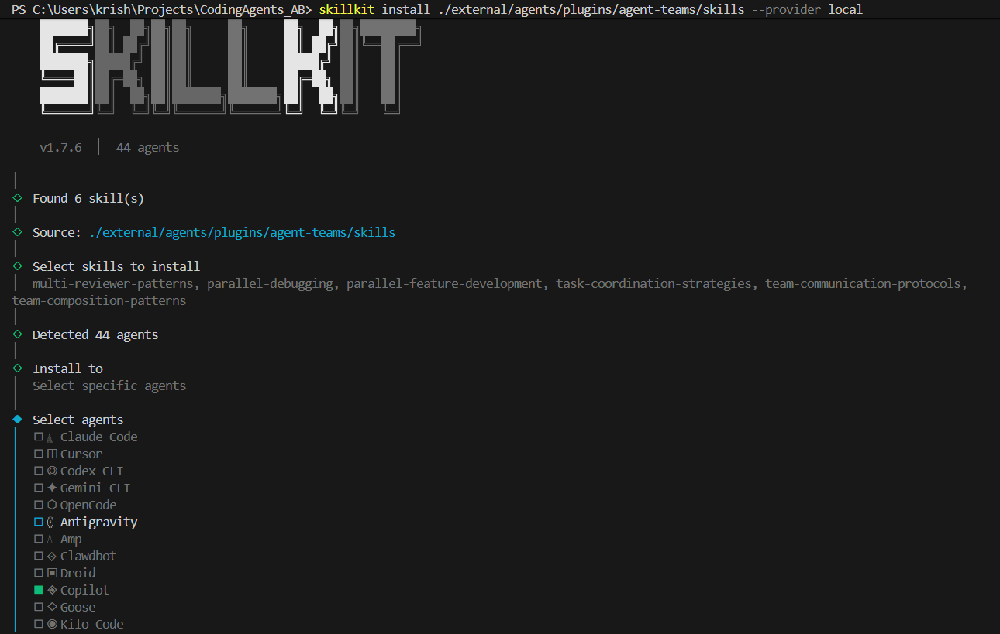 PS C:\Users\krish\Projects\CodingAgents_AB> skillkit install ./external/agents/plugins/agent-teams/skills --provider local
SKILLKIT
v1.7.6 │ 44 agents
Found 6 skill(s)
Source: ./external/agents/plugins/agent-teams/skills
Select skills to install
multi-reviewer-patterns, parallel-debugging, parallel-feature-development, task-coordination-strategies, team-communication-protocols,
team-composition-patterns
Detected 44 agents
Install to
Select specific agents
Select agents
Claude Code
Cursor
Codex CLI
Gemini CLI
OpenCode
Antigravity
Amp
Clawdbot
Droid
Copilot
Goose
Kilo Code